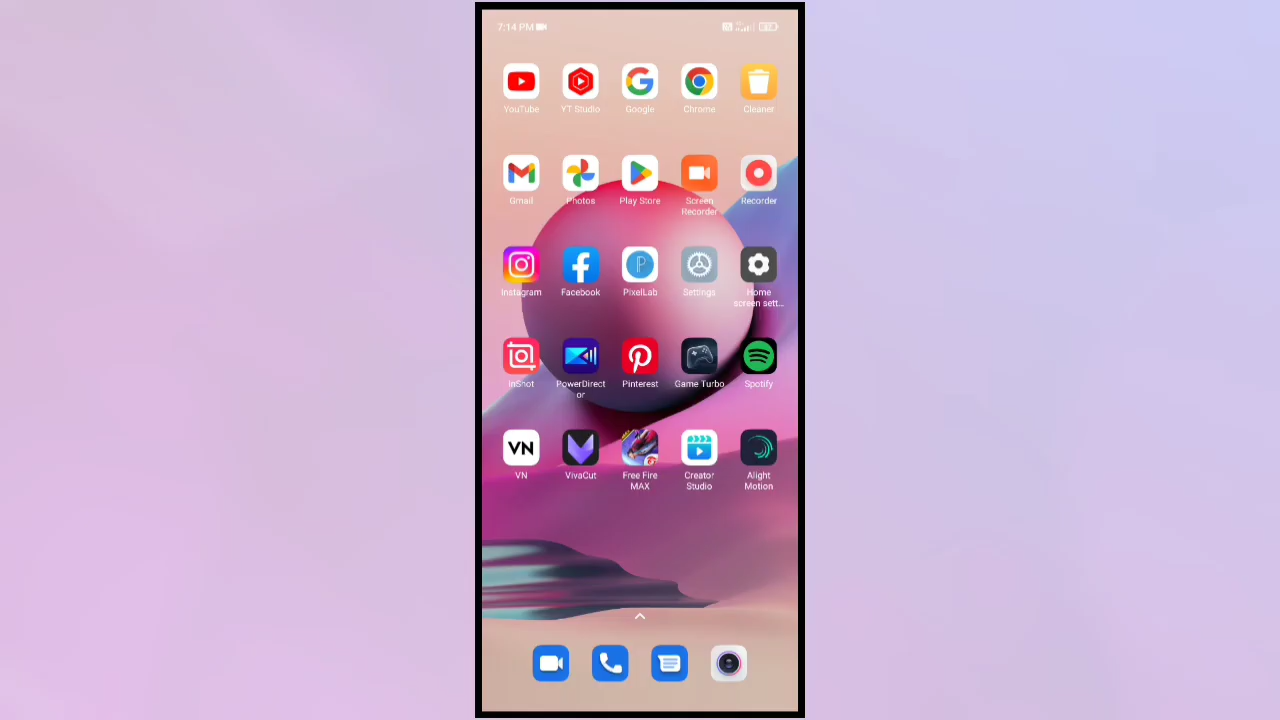 7:14 PM
YouTube
YT Studio
Google
Chrome
Cleaner
Gmail
Photos
Play Store
Screen
Recorder
Recorder
Instagram
Facebook
PixelLab
Settings
Home
screen sett...
InShot
PowerDirect
or
Pinterest
Game Turbo
Spotify
VN
VN
VivaCut
Free Fire
MAX
Creator
Studio
Alight
Motion